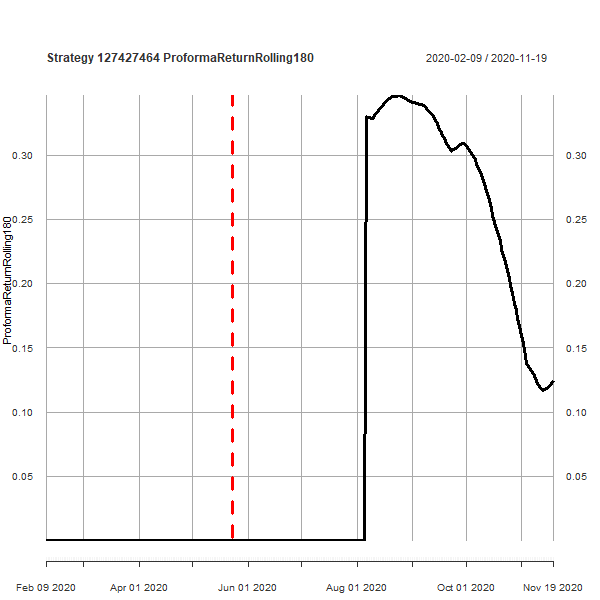 Strategy 127427464 ProformaReturnRolling180
2020-02-09 / 2020-11-19
ProformaReturnRolling180
0.30
0.25
0.20
0.15
0.10
0.05
0.30
0.25
0.20
0.15
0.10
0.05
Feb 09 2020
Apr 01 2020
Jun 01 2020
Aug 01 2020
Oct 01 2020
Nov 19 2020